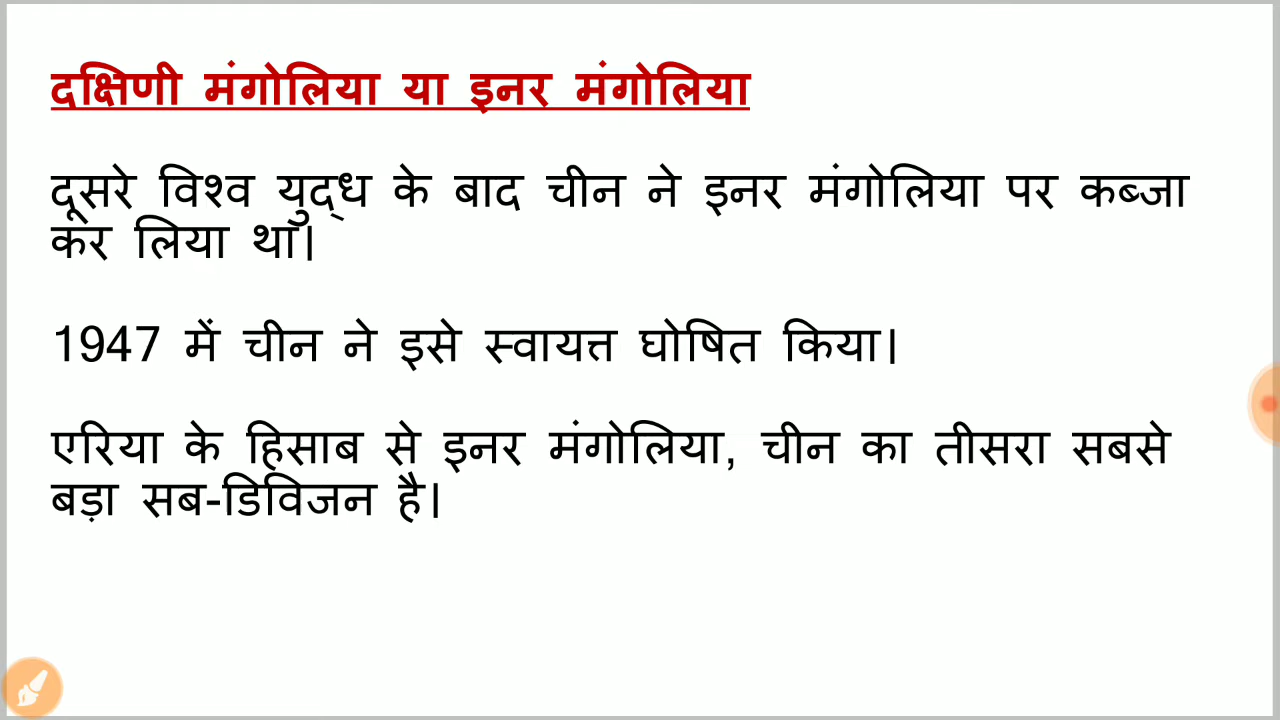 दक्षिणी मंगोलिया या इनर मंगोलिया
दूसरे विश्व युद्ध के बाद चीन ने इनर मंगोलिया पर कब्जा
कर लिया था।
1947 में चीन ने इसे स्वायत्त घोषित किया।
एरिया के हिसाब से इनर मंगोलिया, चीन का तीसरा सबसे
बड़ा सब-डिविजन है।